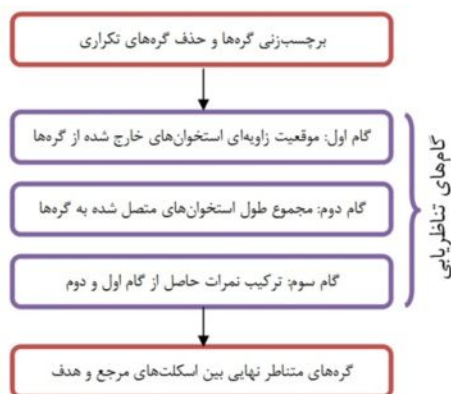 برچسب‌زنی گره‌ها و حذف گره‌های تکراری
گام اول: موقعیت زاویه‌ای استخوان‌های خارج شده از گره‌ها
گام دوم: مجموع طول استخوان‌های متصل شده به گره‌ها
گام سوم: ترکیب نمرات حاصل از گام اول و دوم
گره‌های متناظر نهایی بین اسکلت‌های مرجع و هدف
گام‌های تناظریابی